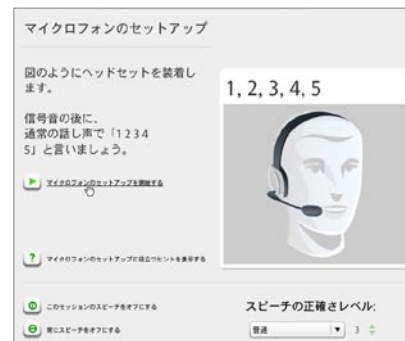 マイクロフォンのセットアップ
図のようにヘッドセットを装着し
ます。
信号音の後に、
通常の話し声で「1 2 3 4
5」と言いましょう。
マイクロフォンのセットアップを開始する
マイクロフォンのセットアップに役立つヒントを表示する
このセッションのスピーチをオフにする
常にスピーチをオフにする
1, 2, 3, 4, 5
スピーチの正確さレベル:
普通 3